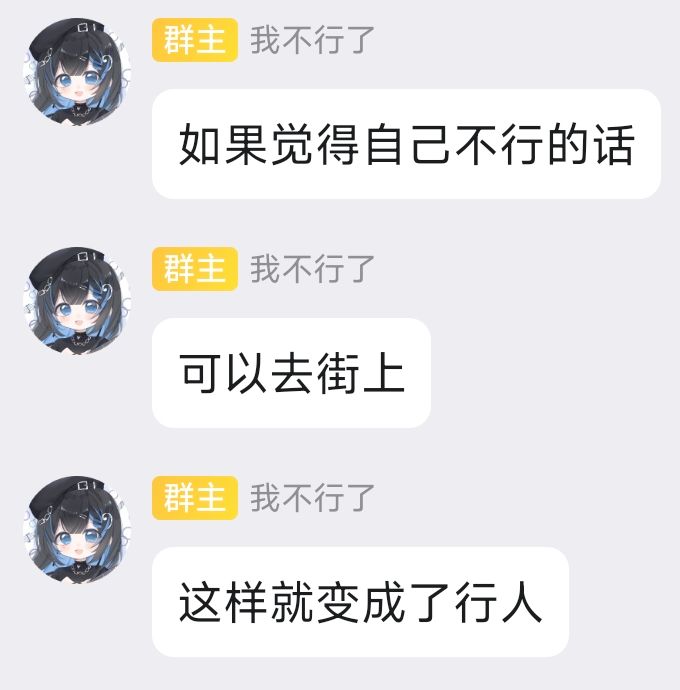 群主 我不行了
如果觉得自己不行的话
群主 我不行了
可以去街上
群主 我不行了
这样就变成了行人